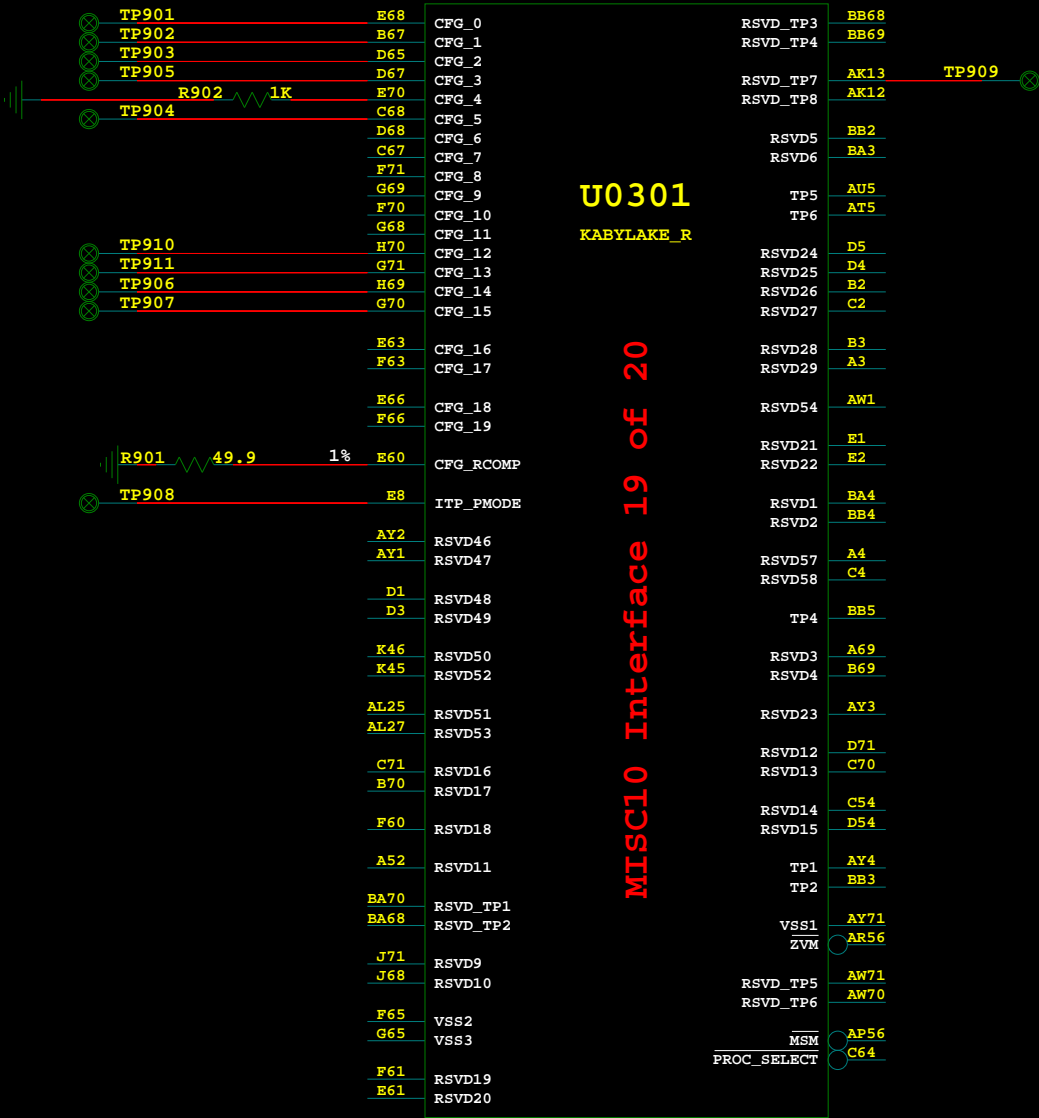 TP901 E68 CFG_0 RSVD_TP3 BB68
TP902 B67 CFG_1 RSVD_TP4 BB69
TP903 D65 CFG_2
TP905 D67 CFG_3 RSVD_TP7 AK13 TP909
R902 1K E70 CFG_4 RSVD_TP8 AK12
TP904 C68 CFG_5
D68 CFG_6 RSVD5 BB2
C67 CFG_7 RSVD6 BA3
F71 CFG_8
G69 CFG_9 TP5 AU5
F70 CFG_10 TP6 AT5
U0301
G68 CFG_11
KABYLAKE_R
TP910 H70 CFG_12 RSVD24 D5
TP911 G71 CFG_13 RSVD25 D4
TP906 H69 CFG_14 RSVD26 B2
TP907 G70 CFG_15 RSVD27 C2
E63 CFG_16 RSVD28 B3
F63 CFG_17 RSVD29 A3
E66 CFG_18 RSVD54 AW1
F66 CFG_19
RSVD21 E1
R901 49.9 1% E60 CFG_RCOMP RSVD22 E2
TP908 E8 ITP_PMODE RSVD1 BA4
RSVD2 BB4
AY2 RSVD46
AY1 RSVD47 RSVD57 A4
RSVD58 C4
D1 RSVD48
D3 RSVD49 TP4 BB5
K46 RSVD50 RSVD3 A69
K45 RSVD52 RSVD4 B69
AL25 RSVD51 RSVD23 AY3
AL27 RSVD53
RSVD12 D71
C71 RSVD16 RSVD13 C70
B70 RSVD17
RSVD14 C54
F60 RSVD18 RSVD15 D54
A52 RSVD11 TP1 AY4
TP2 BB3
BA70 RSVD_TP1
BA68 RSVD_TP2 VSS1 AY71
ZVM AR56
J71 RSVD9
J68 RSVD10 RSVD_TP5 AW71
RSVD_TP6 AW70
F65 VSS2
G65 VSS3 MSM AP56
PROC_SELECT C64
F61 RSVD19
E61 RSVD20
MISC10 Interface 19 of 20